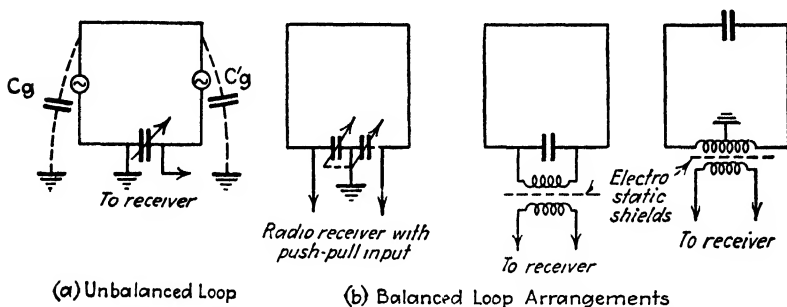 Cg
C'g
To receiver
(a) Unbalanced Loop
Radio receiver with
push-pull input
To receiver
Electro
static
shields
To receiver
(b) Balanced Loop Arrangements